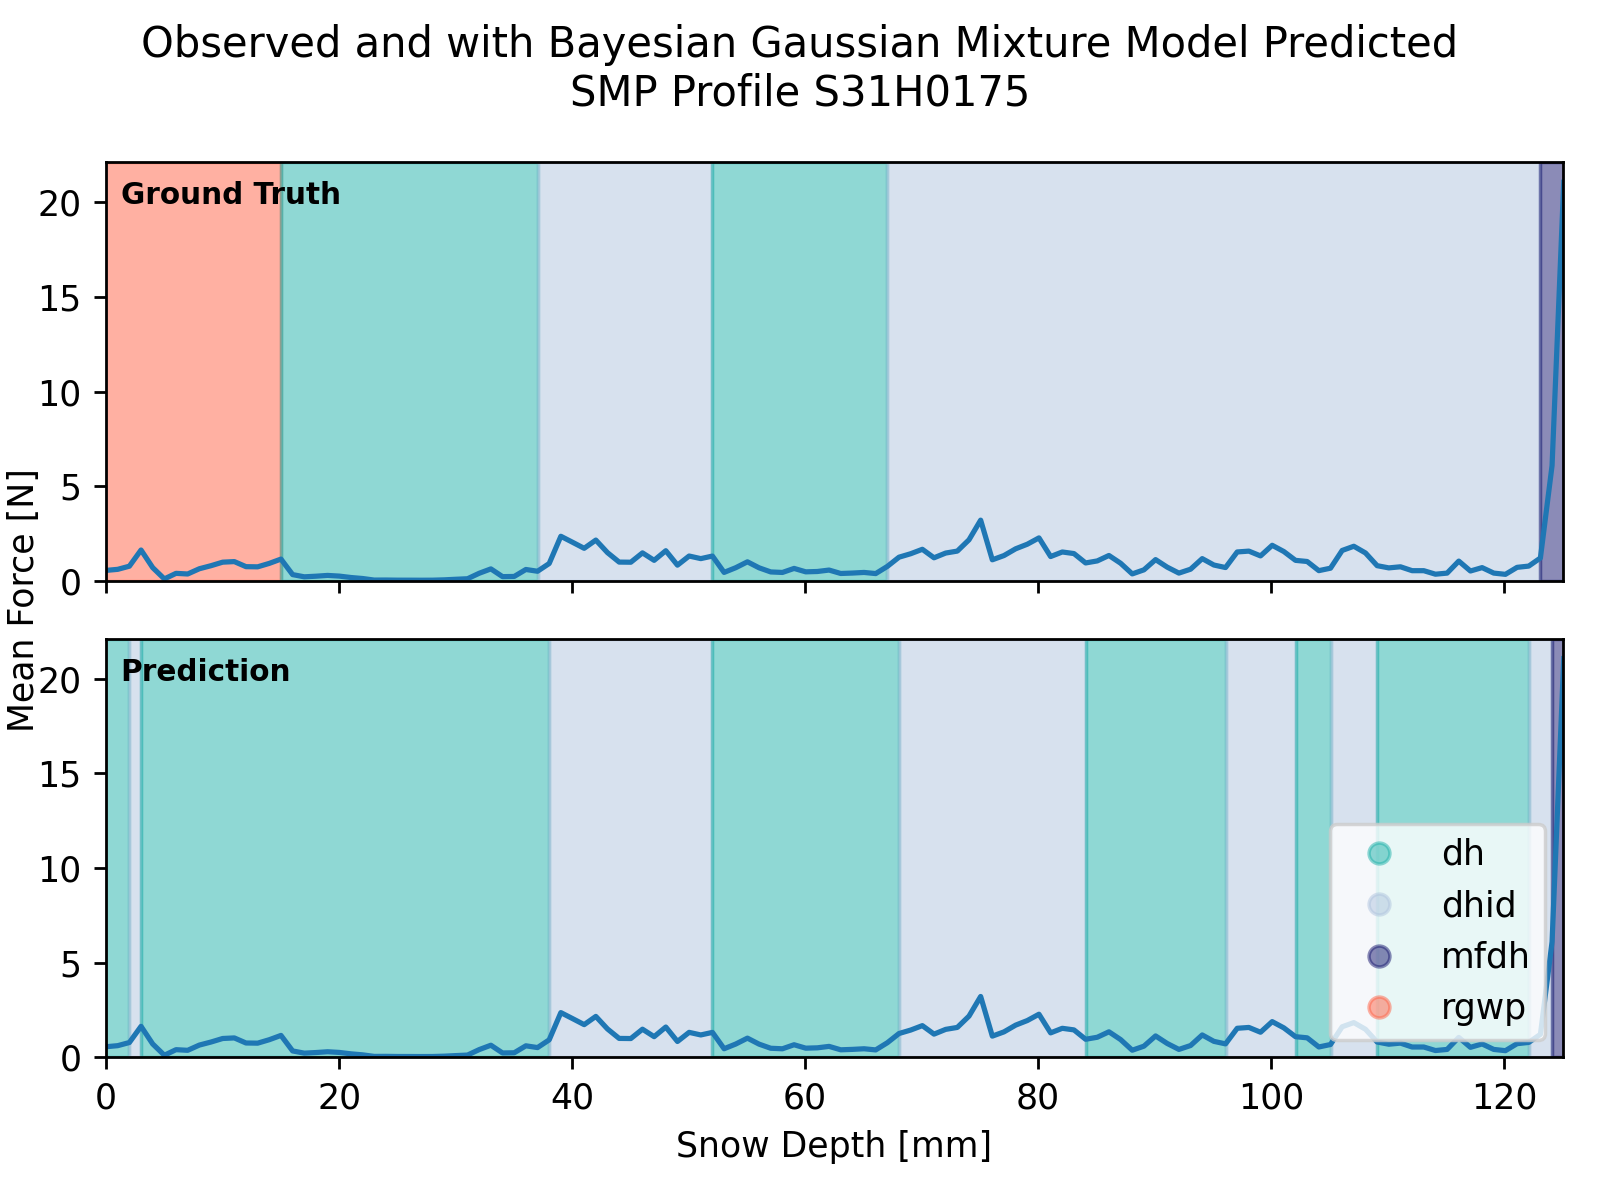 Observed and with Bayesian Gaussian Mixture Model Predicted
SMP Profile S31H0175
Ground Truth
20
15
10
5
0
Mean Force [N]
Prediction
20
15
10
5
0
dh
dhid
mfdh
rgwp
0 20 40 60 80 100 120
Snow Depth [mm]